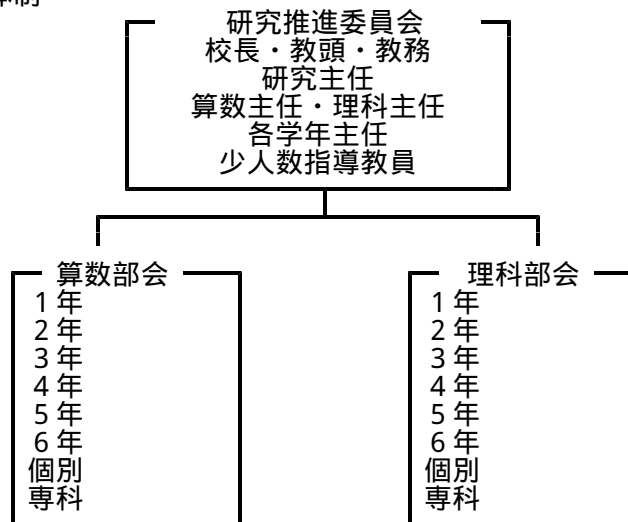 研究推進委員会
校長・教頭・教務
研究主任
算数主任・理科主任
各学年主任
少人数指導教員
算数部会
1年
2年
3年
4年
5年
6年
個別
専科
理科部会
1年
2年
3年
4年
5年
6年
個別
専科